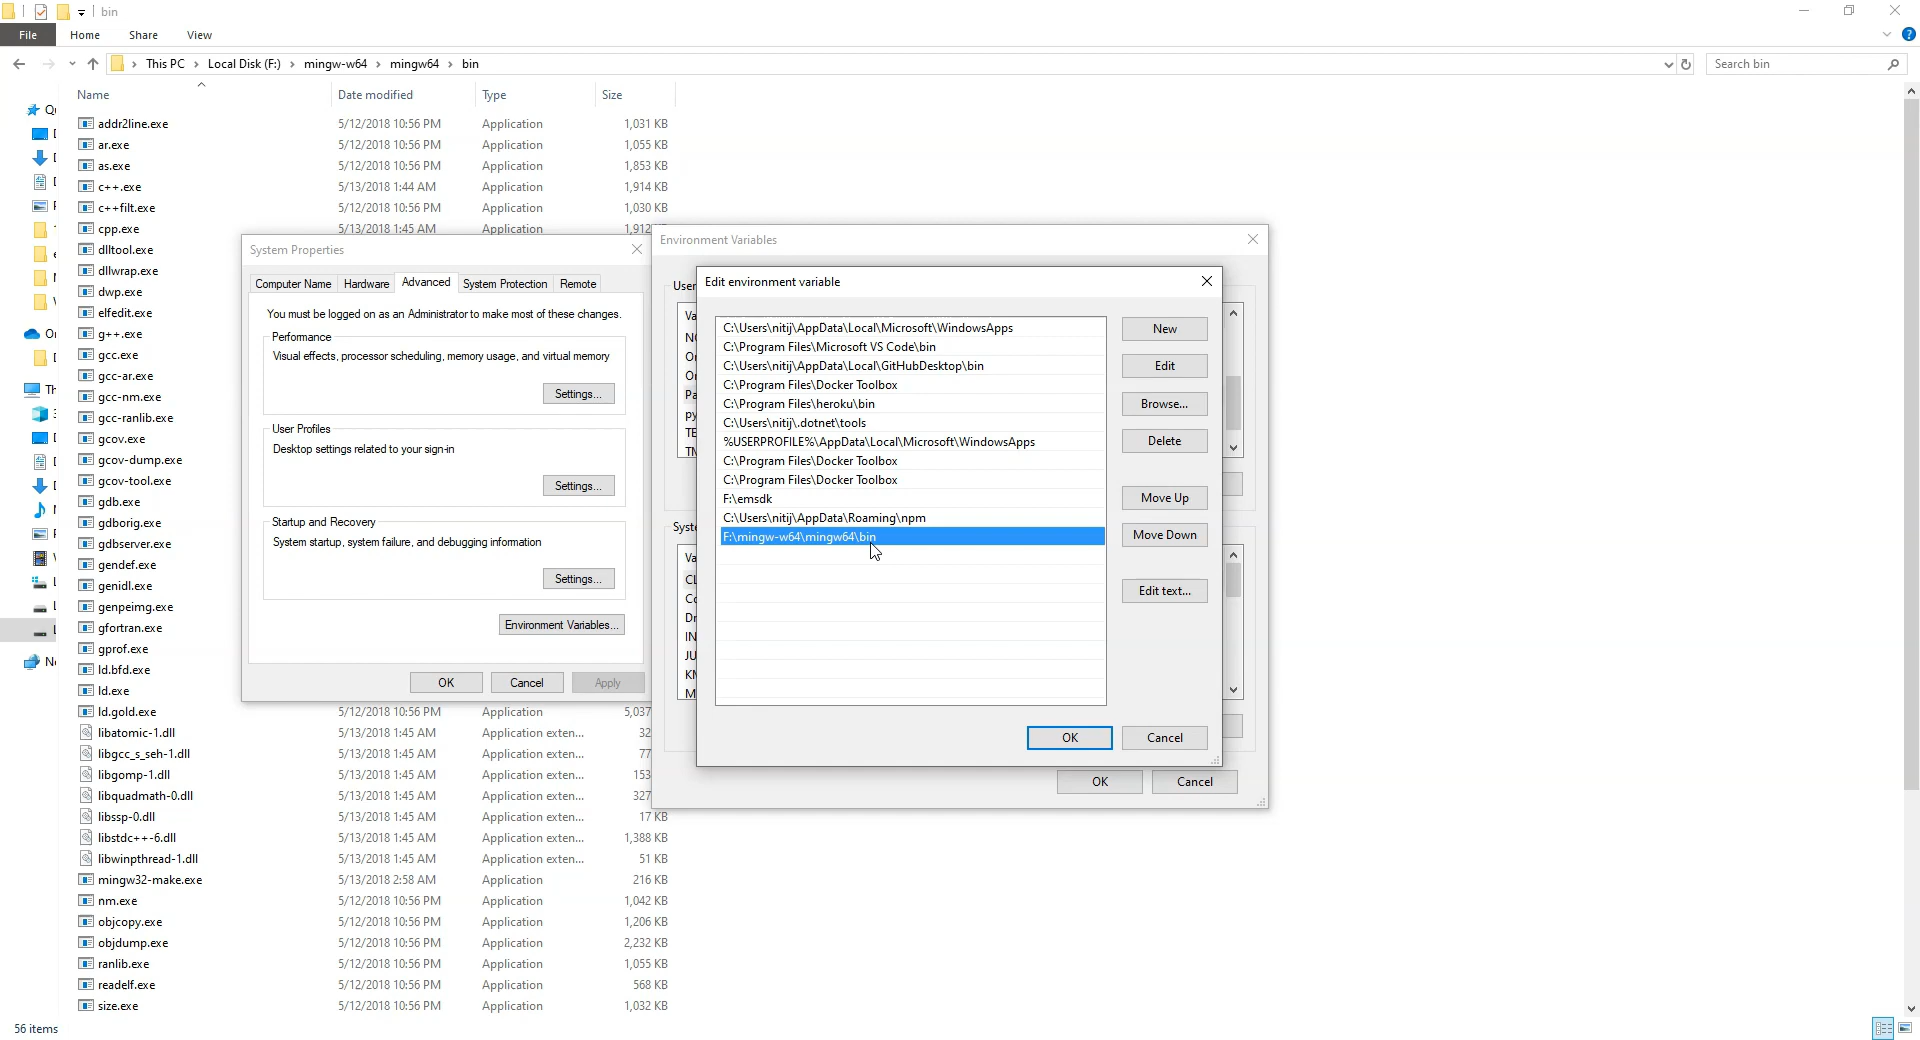 bin
File Home Share View
This PC > Local Disk (F:) > mingw-w64 > mingw64 > bin
Search bin
Name Date modified Type Size
addr2line.exe 5/12/2018 10:56 PM Application 1,031 KB
ar.exe 5/12/2018 10:56 PM Application 1,055 KB
as.exe 5/12/2018 10:56 PM Application 1,853 KB
c++.exe 5/13/2018 1:44 AM Application 1,914 KB
c++filt.exe 5/12/2018 10:56 PM Application 1,030 KB
cpp.exe 5/13/2018 1:45 AM Application 1,912
dlltool.exe
dllwrap.exe
dwp.exe
elfedit.exe
g++.exe
gcc.exe
gcc-ar.exe
gcc-nm.exe
gcc-ranlib.exe
gcov.exe
gcov-dump.exe
gcov-tool.exe
gdb.exe
gdborig.exe
gdbserver.exe
gendef.exe
genidl.exe
genpeimg.exe
gfortran.exe
gprof.exe
ld.bfd.exe
ld.exe
ld.gold.exe 5/12/2018 10:56 PM Application 5,037
libatomic-1.dll 5/13/2018 1:45 AM Application exten... 32
libgcc_s_seh-1.dll 5/13/2018 1:45 AM Application exten... 77
libgomp-1.dll 5/13/2018 1:45 AM Application exten... 153
libquadmath-0.dll 5/13/2018 1:45 AM Application exten... 327
libssp-0.dll 5/13/2018 1:45 AM Application exten... 17 KB
libstdc++-6.dll 5/13/2018 1:45 AM Application exten... 1,388 KB
libwinpthread-1.dll 5/13/2018 1:45 AM Application exten... 51 KB
mingw32-make.exe 5/13/2018 2:58 AM Application 216 KB
nm.exe 5/12/2018 10:56 PM Application 1,042 KB
objcopy.exe 5/12/2018 10:56 PM Application 1,206 KB
objdump.exe 5/12/2018 10:56 PM Application 2,232 KB
ranlib.exe 5/12/2018 10:56 PM Application 1,055 KB
readelf.exe 5/12/2018 10:56 PM Application 568 KB
size.exe 5/12/2018 10:56 PM Application 1,032 KB
56 items
System Properties
Computer Name Hardware Advanced System Protection Remote
You must be logged on as an Administrator to make most of these changes.
Performance
Visual effects, processor scheduling, memory usage, and virtual memory
Settings...
User Profiles
Desktop settings related to your sign-in
Settings...
Startup and Recovery
System startup, system failure, and debugging information
Settings...
Environment Variables...
OK Cancel Apply
Environment Variables
OK Cancel
Edit environment variable
C:\Users\nitij\AppData\Local\Microsoft\WindowsApps
C:\Program Files\Microsoft VS Code\bin
C:\Users\nitij\AppData\Local\GitHubDesktop\bin
C:\Program Files\Docker Toolbox
C:\Program Files\heroku\bin
C:\Users\nitij\.dotnet\tools
%USERPROFILE%\AppData\Local\Microsoft\WindowsApps
C:\Program Files\Docker Toolbox
C:\Program Files\Docker Toolbox
F:\emsdk
C:\Users\nitij\AppData\Roaming\npm
F:\mingw-w64\mingw64\bin
New
Edit
Browse...
Delete
Move Up
Move Down
Edit text...
OK Cancel